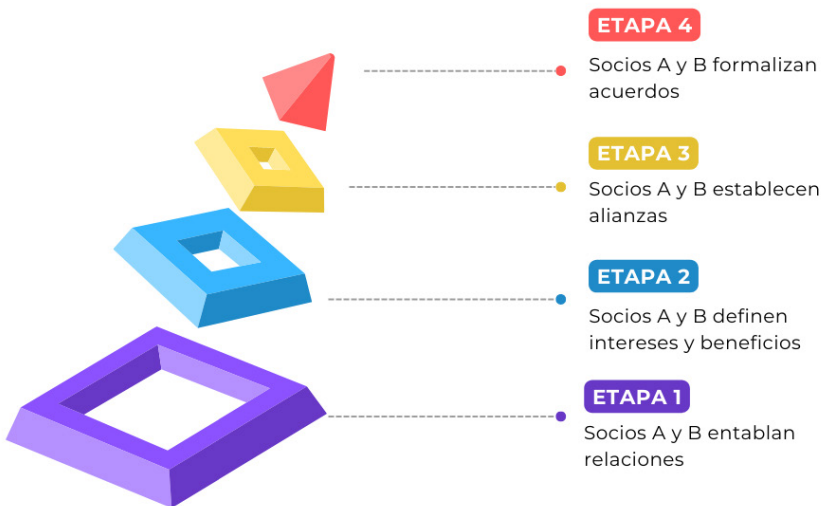 ETAPA 4
Socios A y B formalizan
acuerdos
ETAPA 3
Socios A y B establecen
alianzas
ETAPA 2
Socios A y B definen
intereses y beneficios
ETAPA 1
Socios A y B entablan
relaciones